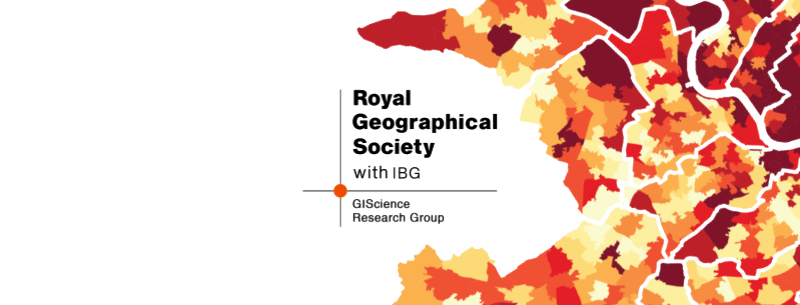 Royal
Geographical
Society
with IBG
GIScience
Research Group